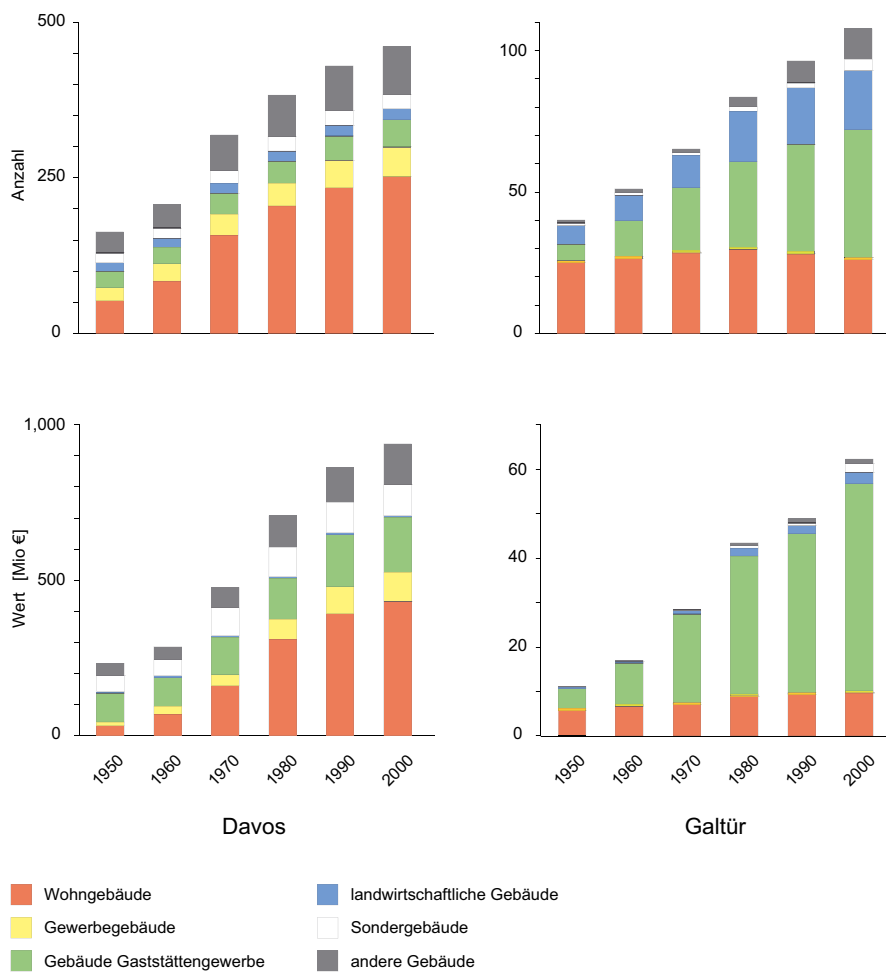 500
250
0
Anzahl
100
50
0
1,000
500
0
Wert [Mio €]
60
40
20
0
1950 1960 1970 1980 1990 2000
1950 1960 1970 1980 1990 2000
Davos
Galtür
Wohngebäude
Gewerbegebäude
Gebäude Gaststättengewerbe
landwirtschaftliche Gebäude
Sondergebäude
andere Gebäude